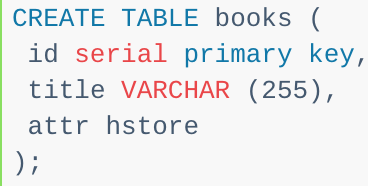 CREATE TABLE books (
 id serial primary key,
 title VARCHAR (255),
 attr hstore
);